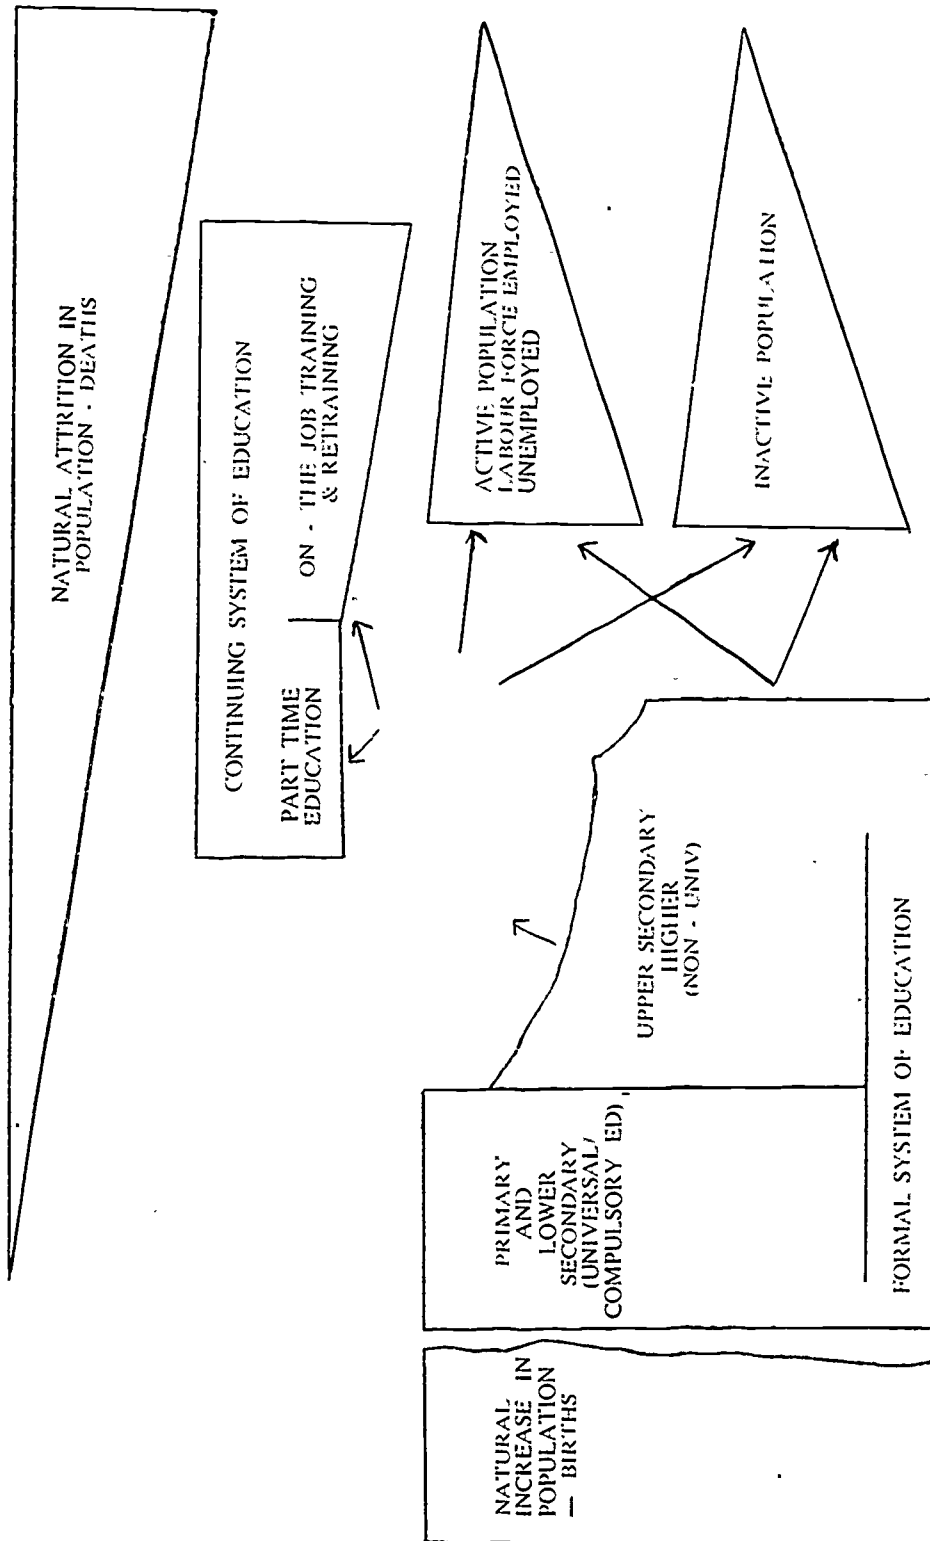 NATURAL ATTRITION IN
POPULATION - DEATHS
CONTINUING SYSTEM OF EDUCATION
PART TIME
EDUCATION
ON - THE JOB TRAINING
& RETRAINING
ACTIVE POPULATION
LABOUR FORCE EMPLOYED
UNEMPLOYED
INACTIVE POPULATION
NATURAL
INCREASE IN
POPULATION
— BIRTHS
PRIMARY
AND
LOWER
SECONDARY
(UNIVERSAL/
COMPULSORY ED)
UPPER SECONDARY
HIGHER
(NON - UNIV)
FORMAL SYSTEM OF EDUCATION